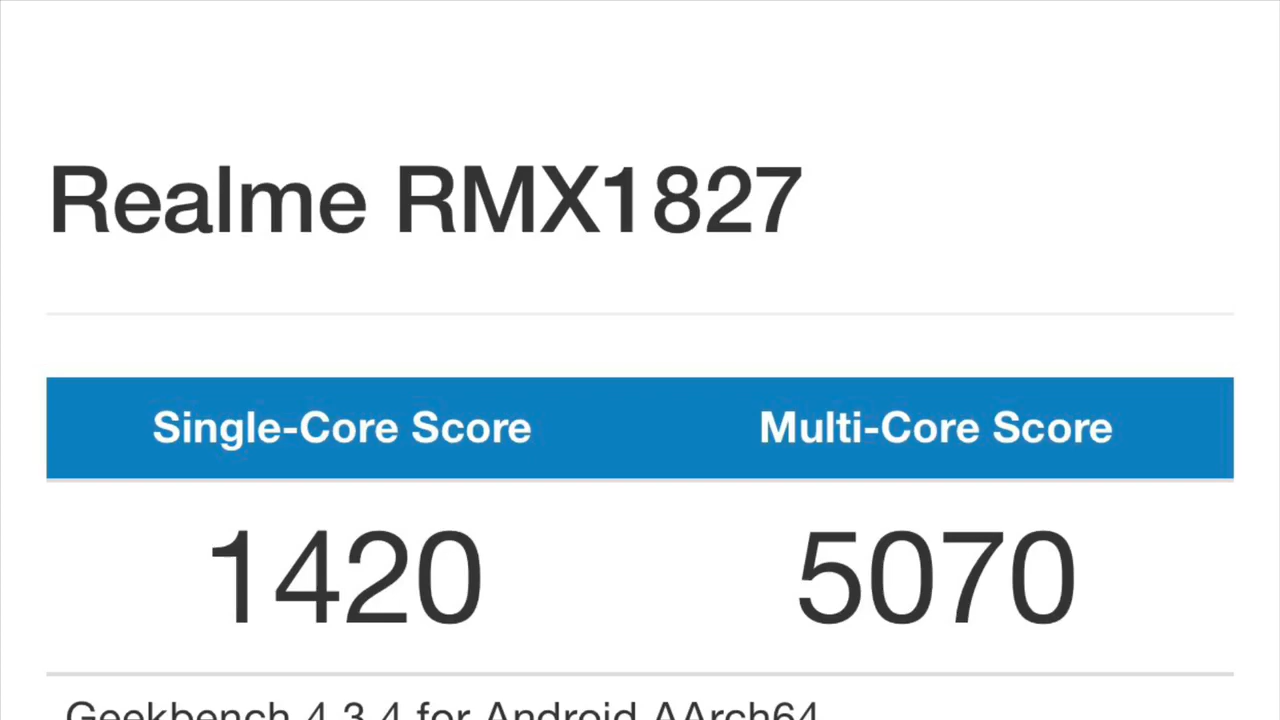 Realme RMX1827
Single-Core Score Multi-Core Score
1420 5070
Geekbench 4.3.4 for Android AArch64